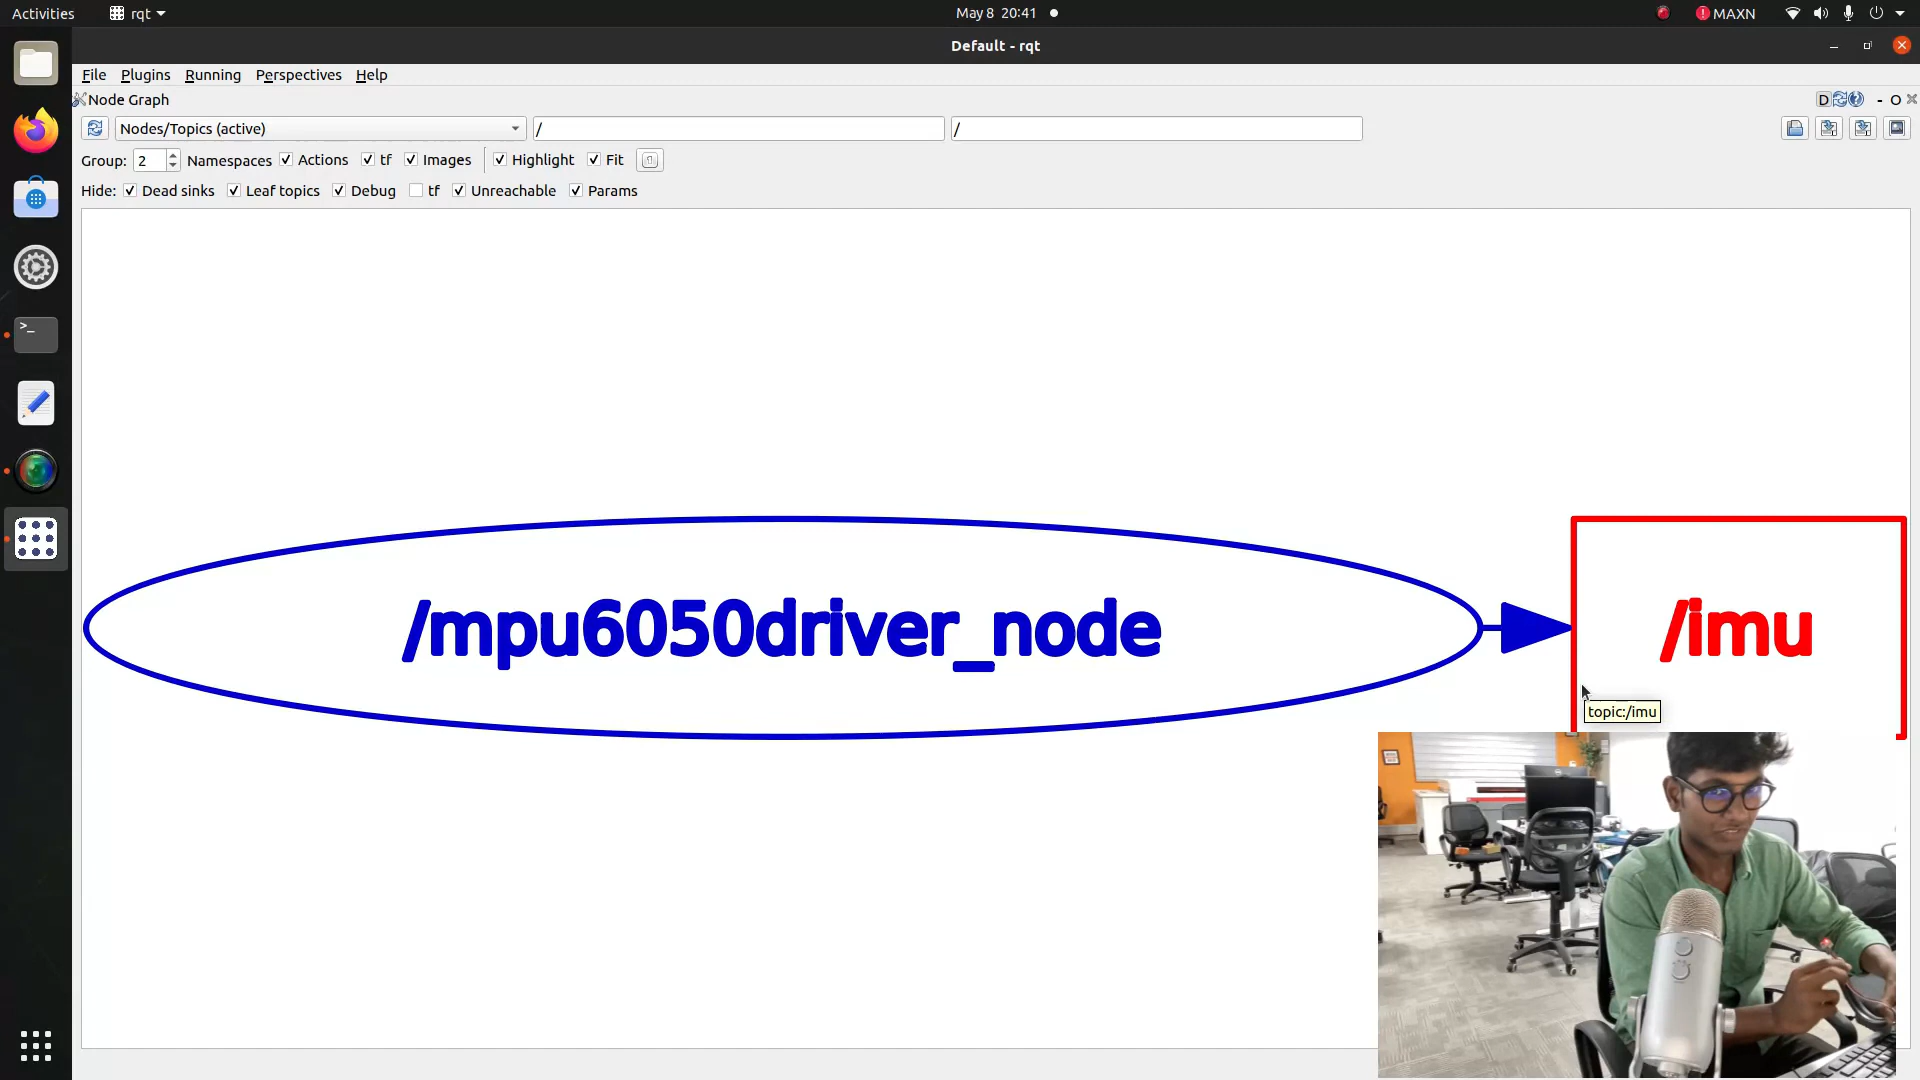 Activities
rqt
May 8 20:41
MAXN
Default - rqt
File Plugins Running Perspectives Help
Node Graph
D
- O
Nodes/Topics (active)
/
/
Group: 2 Namespaces Actions tf Images Highlight Fit
Hide: Dead sinks Leaf topics Debug tf Unreachable Params
/mpu6050driver_node
/imu
topic:/imu